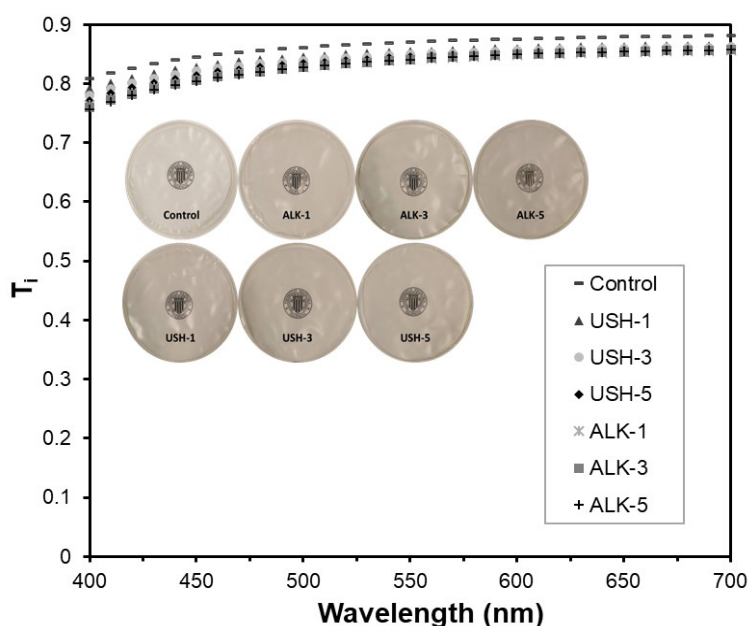 0.9
0.8
0.7
0.6
0.5
0.4
0.3
0.2
0.1
0
Ti
Control
ALK-1
ALK-3
ALK-5
USH-1
USH-3
USH-5
Control
USH-1
USH-3
USH-5
ALK-1
ALK-3
ALK-5
400 450 500 550 600 650 700
Wavelength (nm)